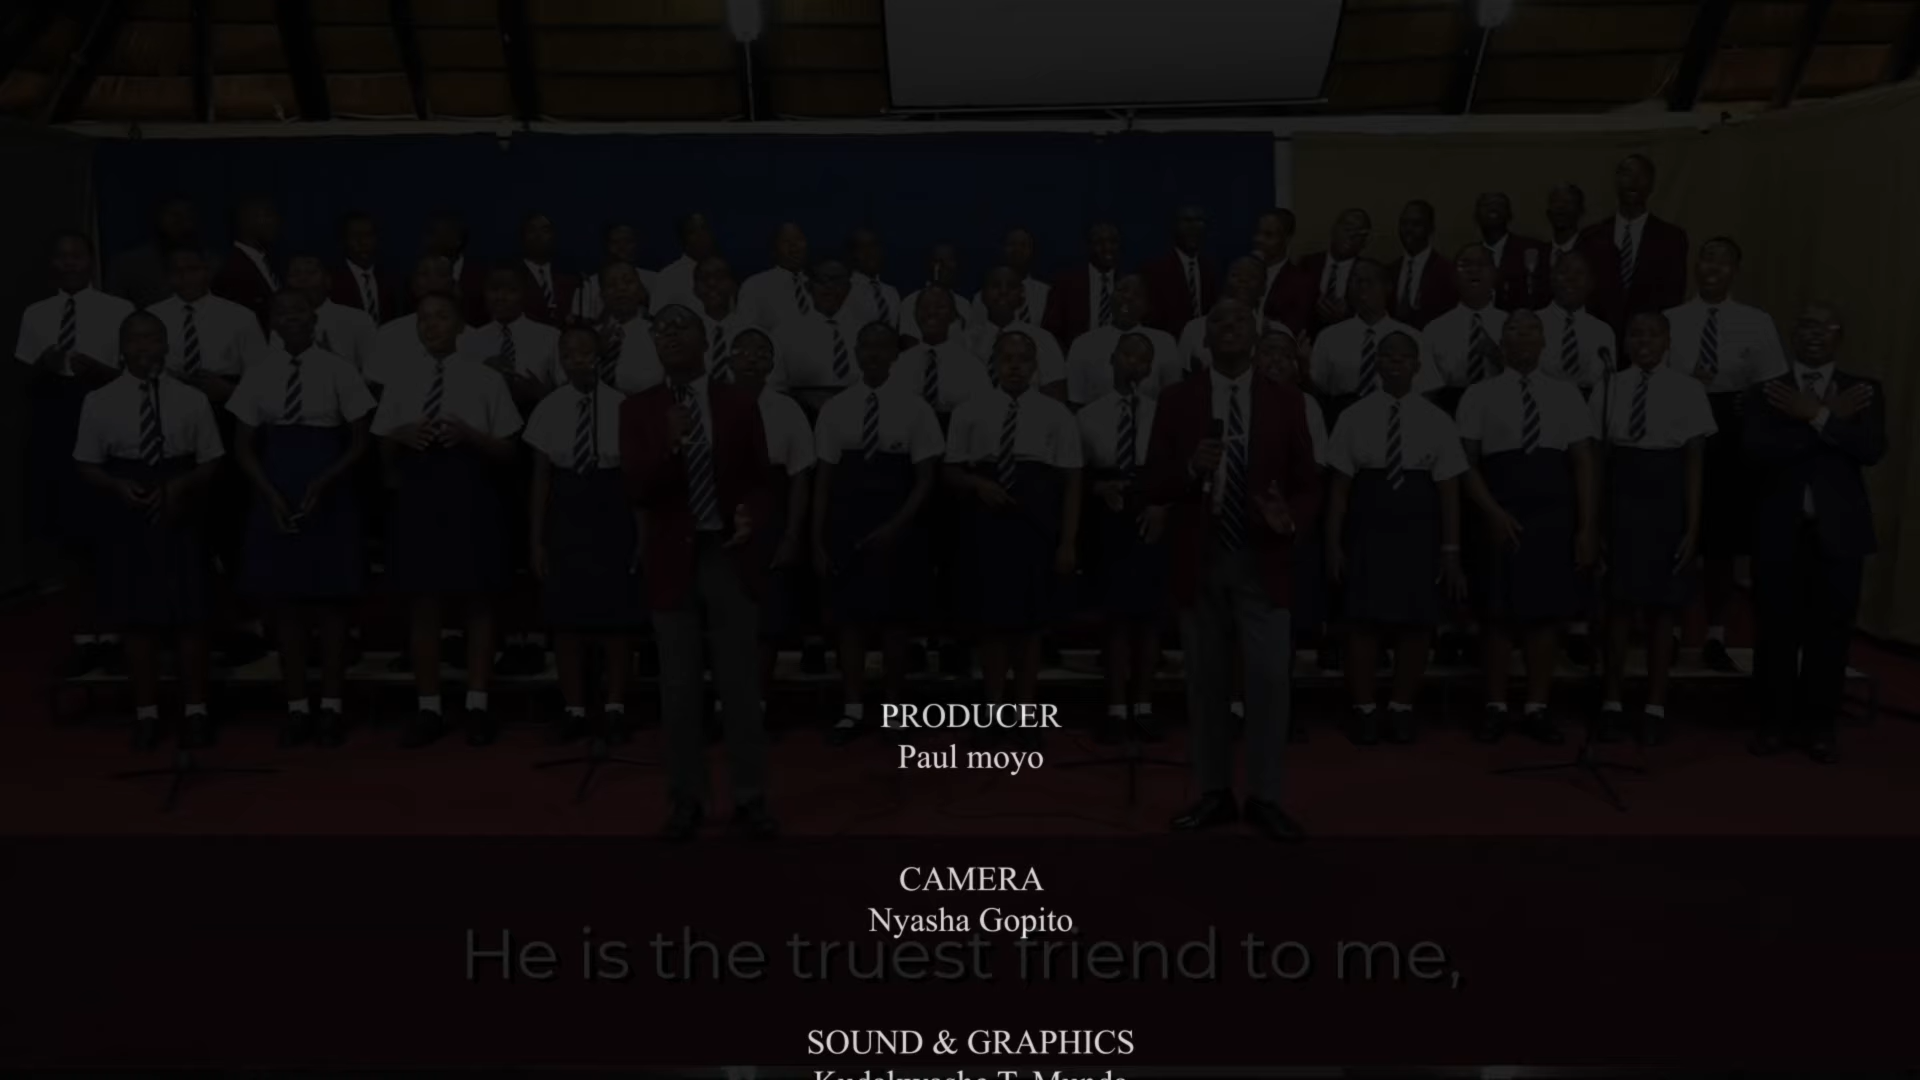 PRODUCER
Paul moyo
CAMERA
Nyasha Gopito
He is the truest friend to me,
SOUND & GRAPHICS